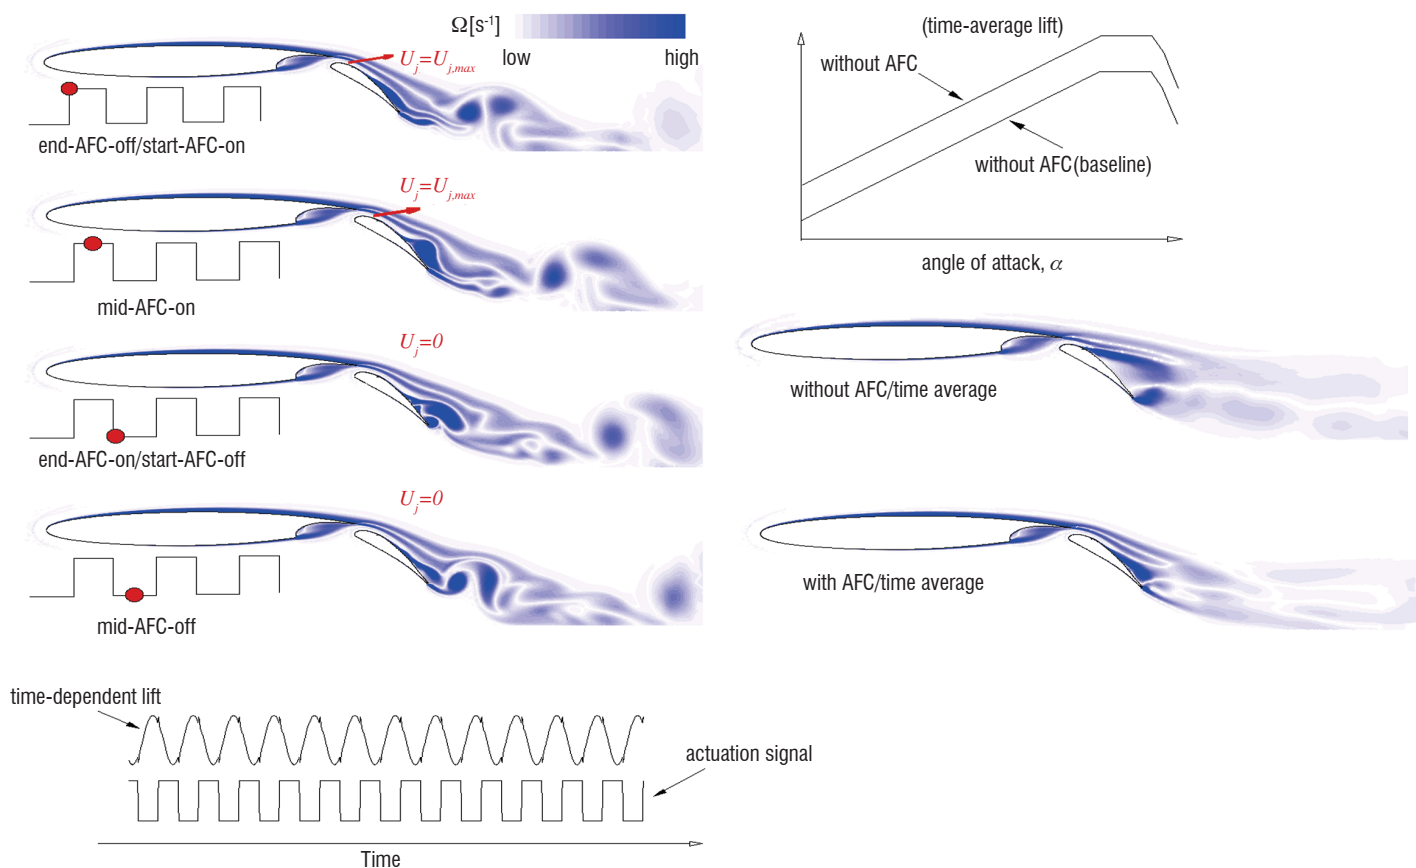 Ω[s⁻¹]
low
high
U_j=U_j,max
end-AFC-off/start-AFC-on
U_j=U_j,max
mid-AFC-on
U_j=0
end-AFC-on/start-AFC-off
U_j=0
mid-AFC-off
time-dependent lift
actuation signal
Time
(time-average lift)
without AFC
without AFC(baseline)
angle of attack, α
without AFC/time average
with AFC/time average